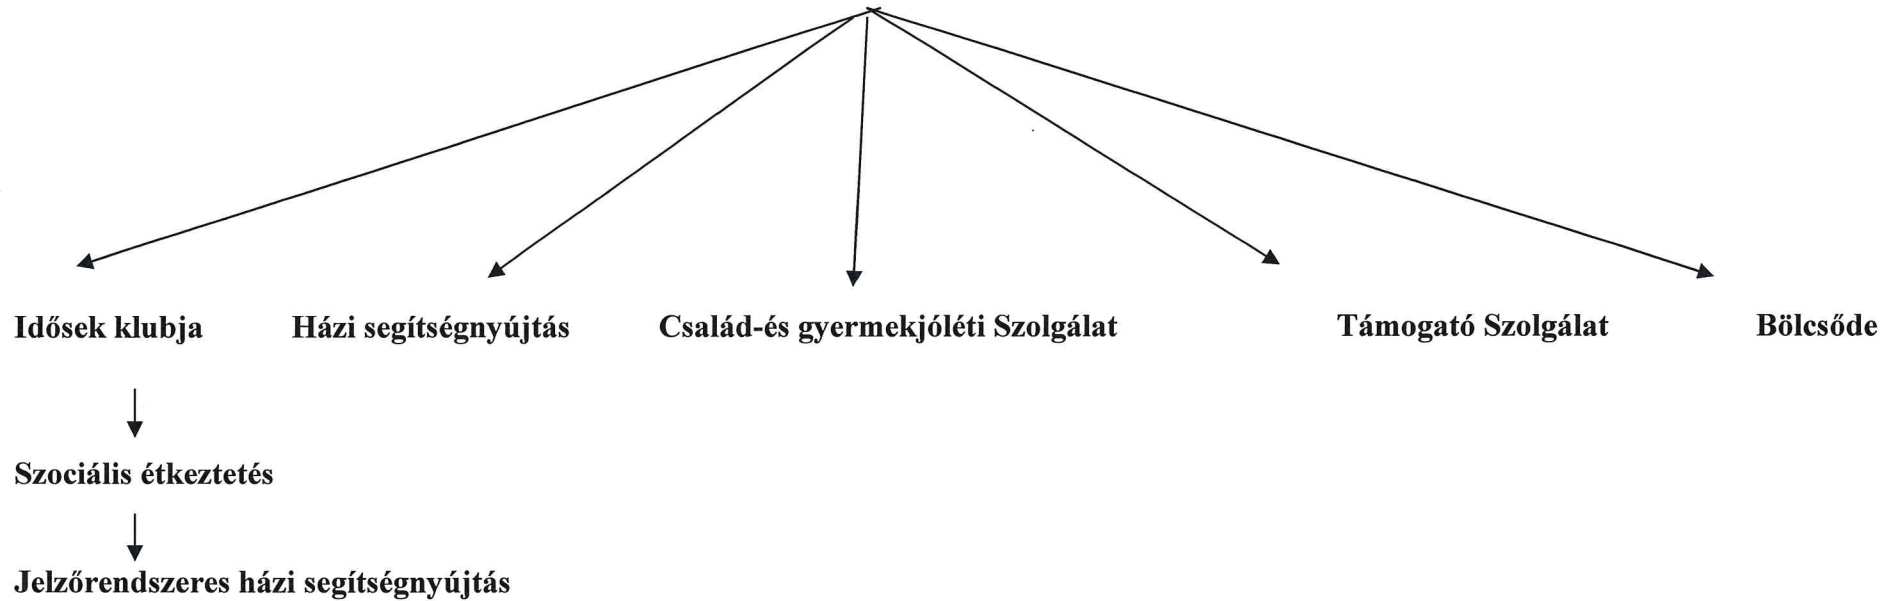 Idősek klubja
Házi segítségnyújtás
Család-és gyermekjóléti Szolgálat
Támogató Szolgálat
Bölcsőde
Szociális étkeztetés
Jelzőrendszeres házi segítségnyújtás